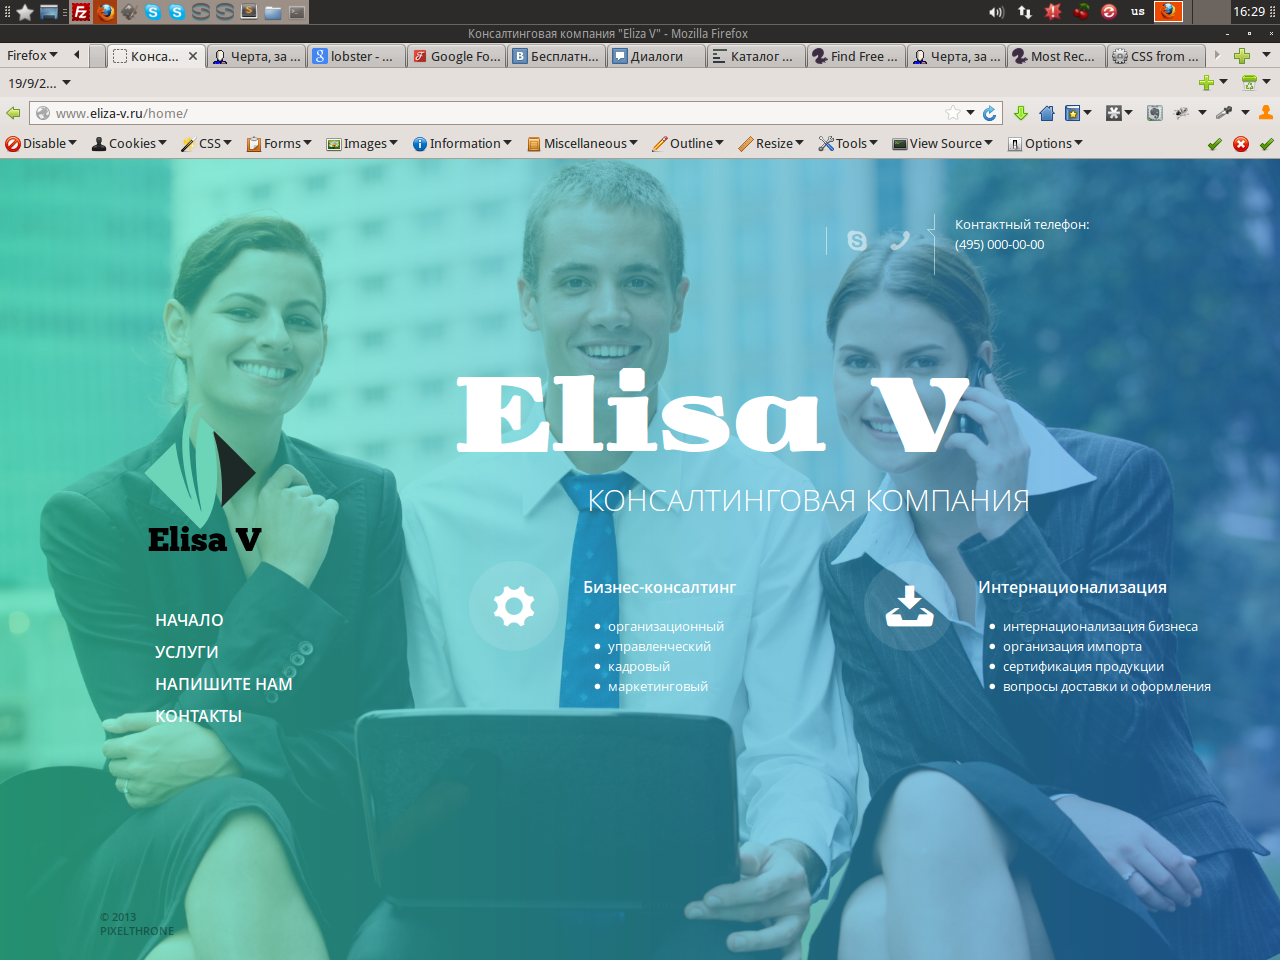 us
16:29
Консалтинговая компания "Eliza V" - Mozilla Firefox
Firefox
Конса...
Черта, за ...
lobster - ...
Google Fo...
Бесплатн...
Диалоги
Каталог ...
Find Free ...
Черта, за ...
Most Rec...
CSS from ...
19/9/2...
www.eliza-v.ru/home/
Disable
Cookies
CSS
Forms
Images
Information
Miscellaneous
Outline
Resize
Tools
View Source
Options
Контактный телефон:
(495) 000-00-00
Elisa V
КОНСАЛТИНГОВАЯ КОМПАНИЯ
Elisa V
НАЧАЛО
УСЛУГИ
НАПИШИТЕ НАМ
КОНТАКТЫ
Бизнес-консалтинг
организационный
управленческий
кадровый
маркетинговый
Интернационализация
интернационализация бизнеса
организация импорта
сертификация продукции
вопросы доставки и оформления
© 2013
PIXELTHRONE